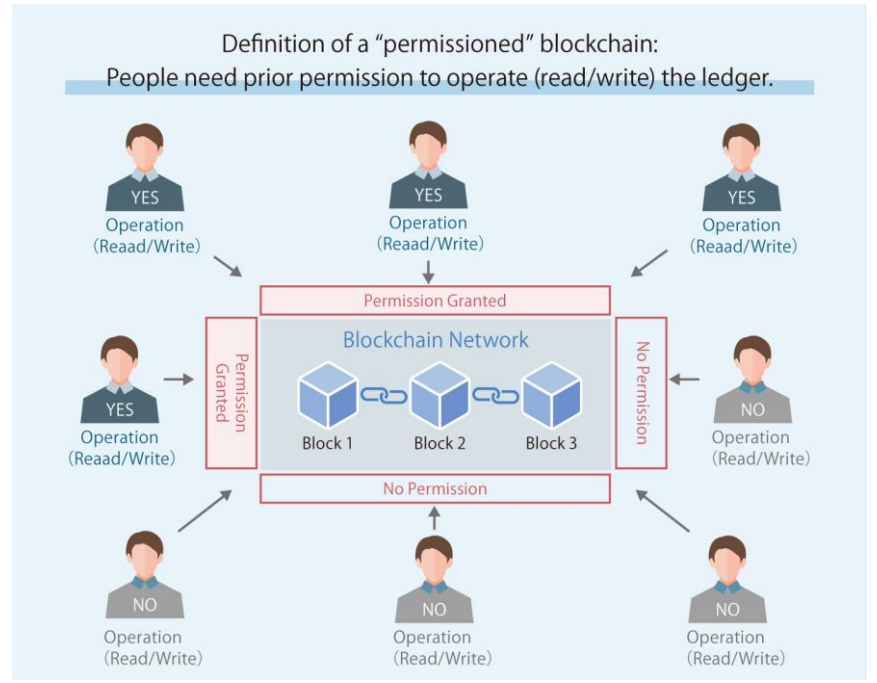 Definition of a “permissioned” blockchain:
People need prior permission to operate (read/write) the ledger.
YES
Operation
(Reaad/Write)
YES
Operation
(Reaad/Write)
YES
Operation
(Reaad/Write)
Permission Granted
YES
Operation
(Reaad/Write)
Permission
Granted
Blockchain Network
Block 1
Block 2
Block 3
No Permission
NO
Operation
(Read/Write)
No Permission
NO
Operation
(Read/Write)
NO
Operation
(Read/Write)
NO
Operation
(Read/Write)